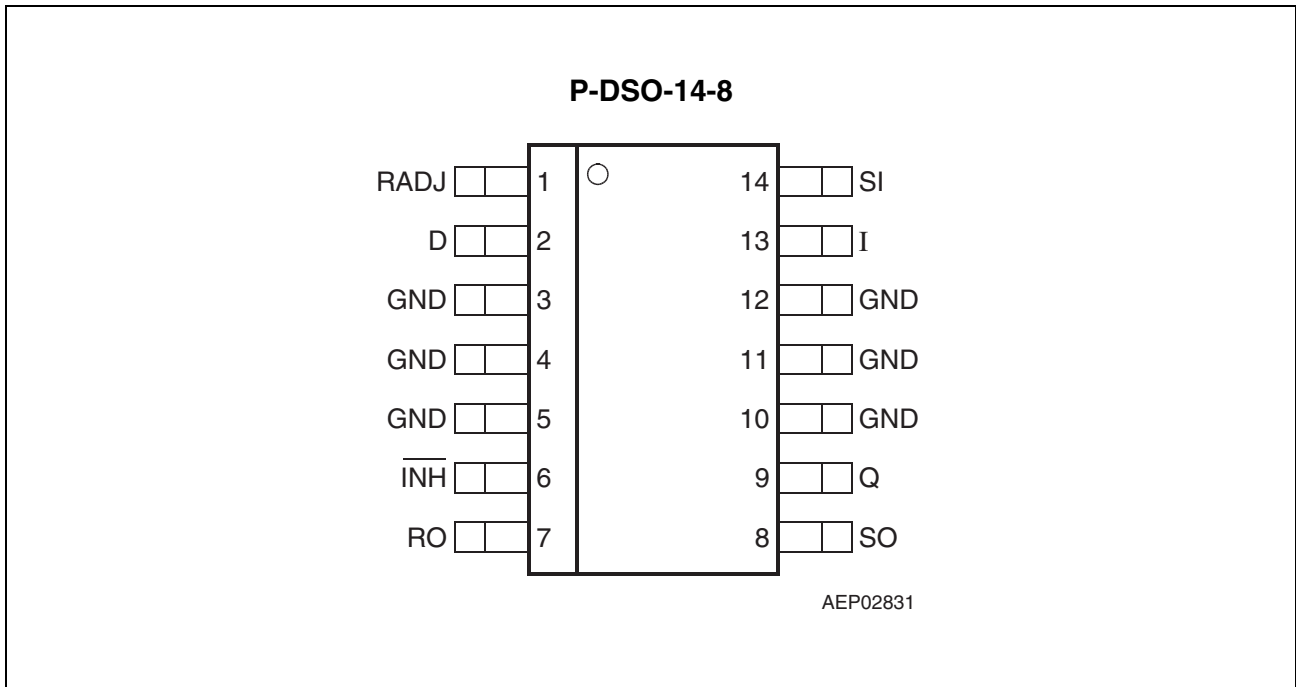 P-DSO-14-8
RADJ 1 14 SI
D 2 13 I
GND 3 12 GND
GND 4 11 GND
GND 5 10 GND
I̅N̅H̅ 6 9 Q
RO 7 8 SO
AEP02831